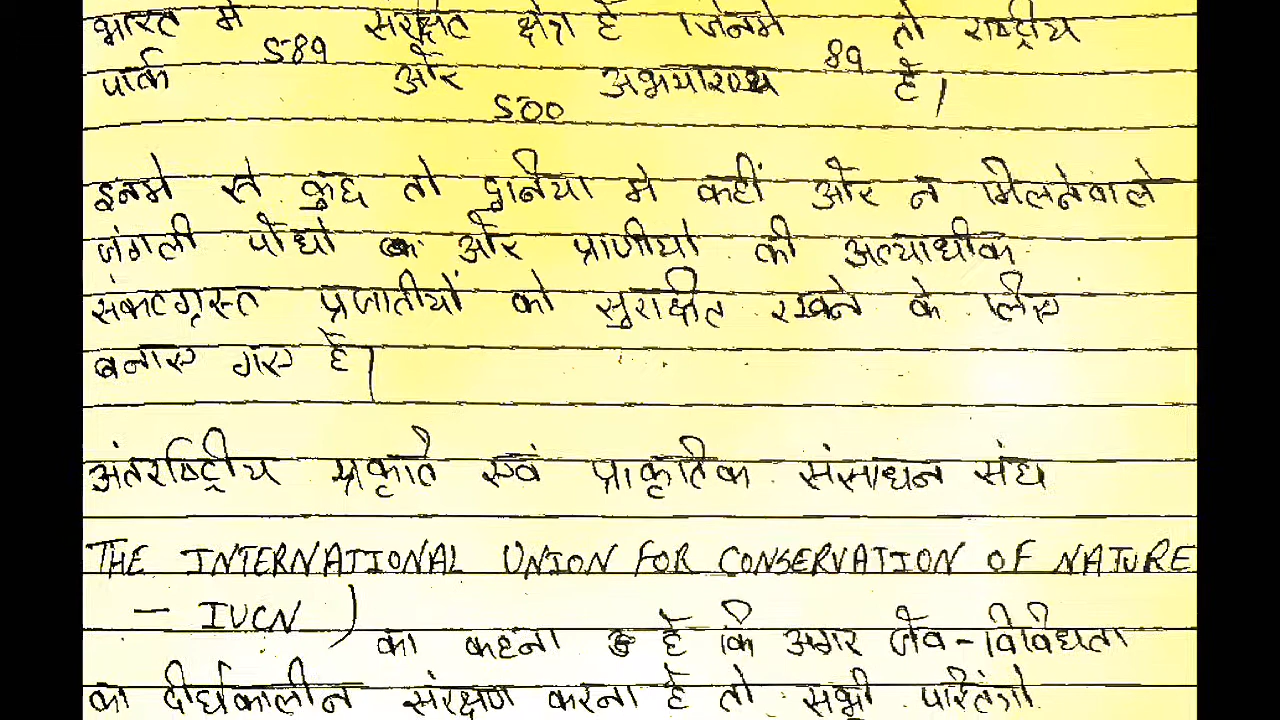 भारत में 589 संरक्षित क्षेत्र हैं जिनमे 89 तो राष्ट्रीय
पार्क और 500 अभयारण्य है।
इनमे से कुछ तो दुनिया मे कहीं और न मिलनेवाले
जंगली पौधों और प्राणीयों की अत्याधीक
संकटग्रस्त प्रजातीयों को सुरक्षीत रखने के लिए
बनाए गए है।
अंतर्राष्ट्रीय प्रकृति एवं प्राकृतिक संसाधन संघ
THE INTERNATIONAL UNION FOR CONSERVATION OF NATURE
— IUCN ) का कहना है कि अगर जैव-विविधता
का दीर्घकालीन संरक्षण करना है तो सभी परितंत्रो